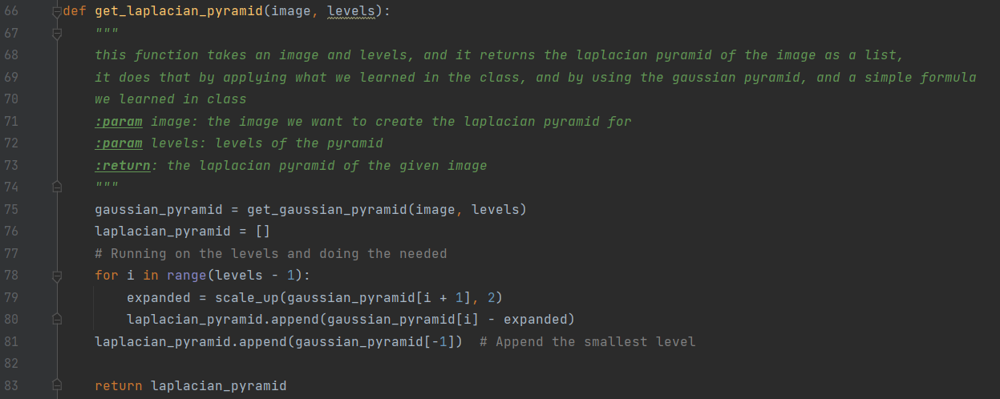 66 def get_laplacian_pyramid(image, levels):
67     """
68     this function takes an image and levels, and it returns the laplacian pyramid of the image as a list,
69     it does that by applying what we learned in the class, and by using the gaussian pyramid, and a simple formula
70     we learned in class
71     :param image: the image we want to create the laplacian pyramid for
72     :param levels: levels of the pyramid
73     :return: the laplacian pyramid of the given image
74     """
75     gaussian_pyramid = get_gaussian_pyramid(image, levels)
76     laplacian_pyramid = []
77     # Running on the levels and doing the needed
78     for i in range(levels - 1):
79         expanded = scale_up(gaussian_pyramid[i + 1], 2)
80         laplacian_pyramid.append(gaussian_pyramid[i] - expanded)
81     laplacian_pyramid.append(gaussian_pyramid[-1])  # Append the smallest level
82
83     return laplacian_pyramid